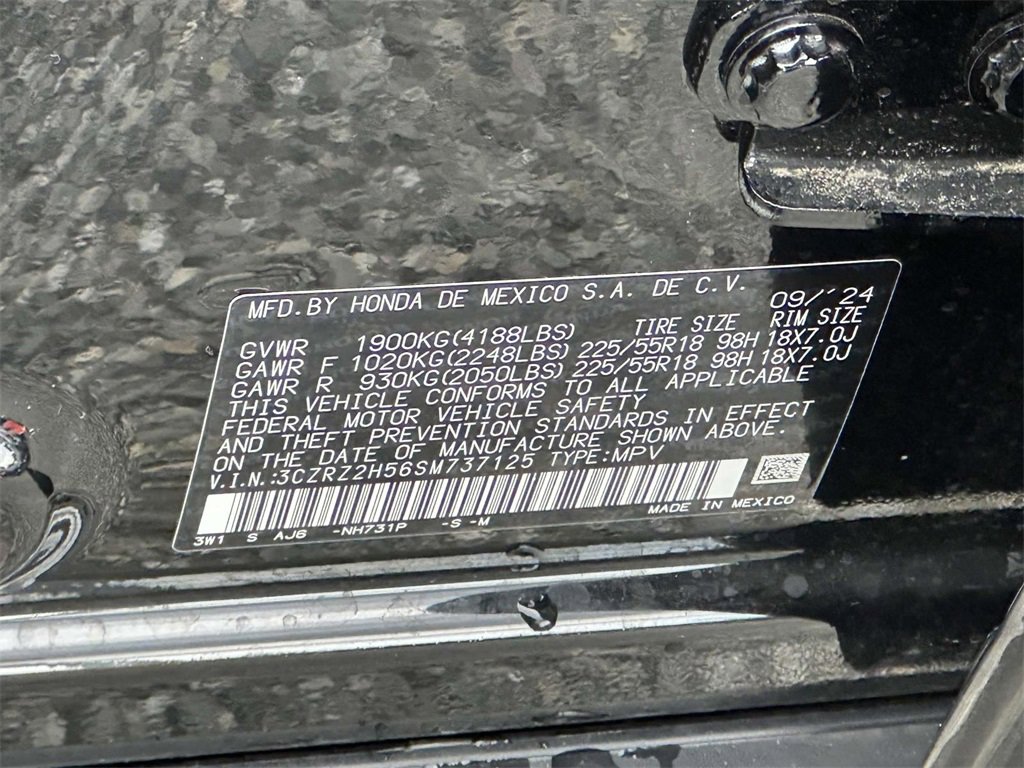 MFD.BY HONDA DE MEXICO S.A. DE C.V. 09/'24
GVWR 1900KG(4188LBS) TIRE SIZE RIM SIZE
GAWR F 1020KG(2248LBS) 225/55R18 98H 18X7.0J
GAWR R 930KG(2050LBS) 225/55R18 98H 18X7.0J
THIS VEHICLE CONFORMS TO ALL APPLICABLE
FEDERAL MOTOR VEHICLE SAFETY
AND THEFT PREVENTION STANDARDS IN EFFECT
ON THE DATE OF MANUFACTURE SHOWN ABOVE.
V.I.N.:3CZRZ2H56SM737125 TYPE:MPV
MADE IN MEXICO
3W1 S AJ6 -NH731P -S -M